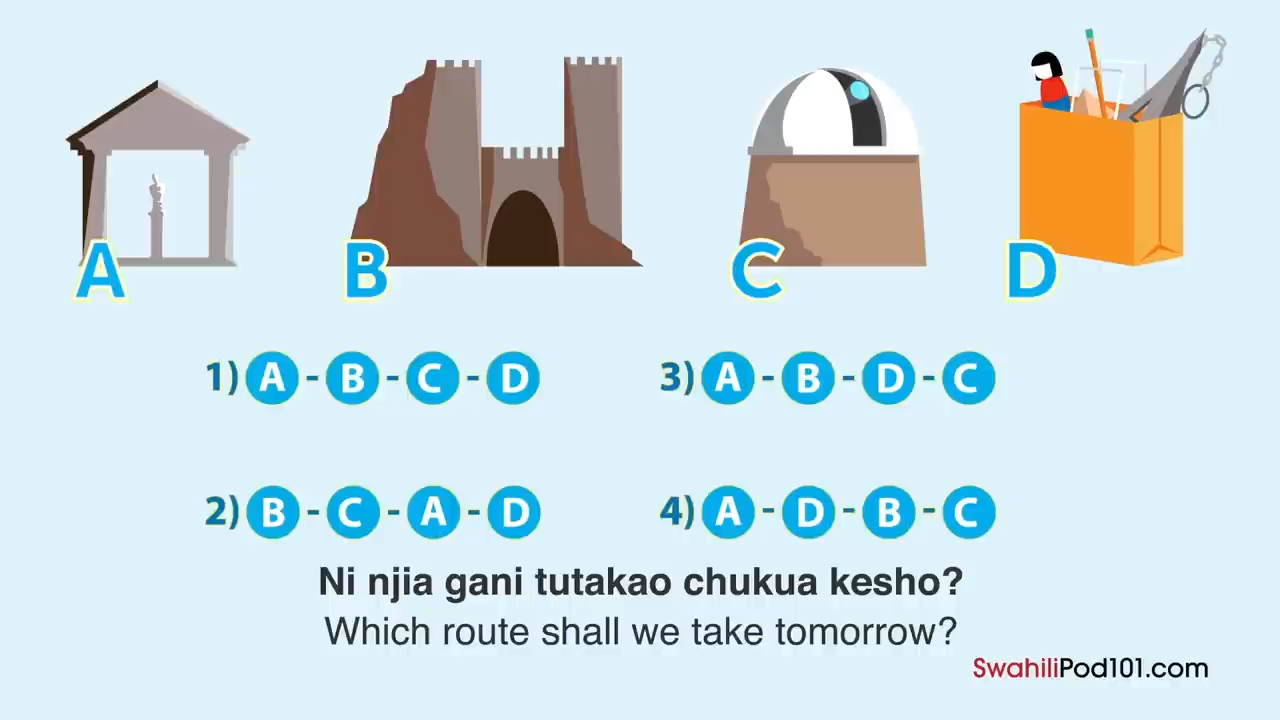 A B C D
1) A - B - C - D
3) A - B - D - C
2) B - C - A - D
4) A - D - B - C
Ni njia gani tutakao chukua kesho?
Which route shall we take tomorrow?
SwahiliPod101.com